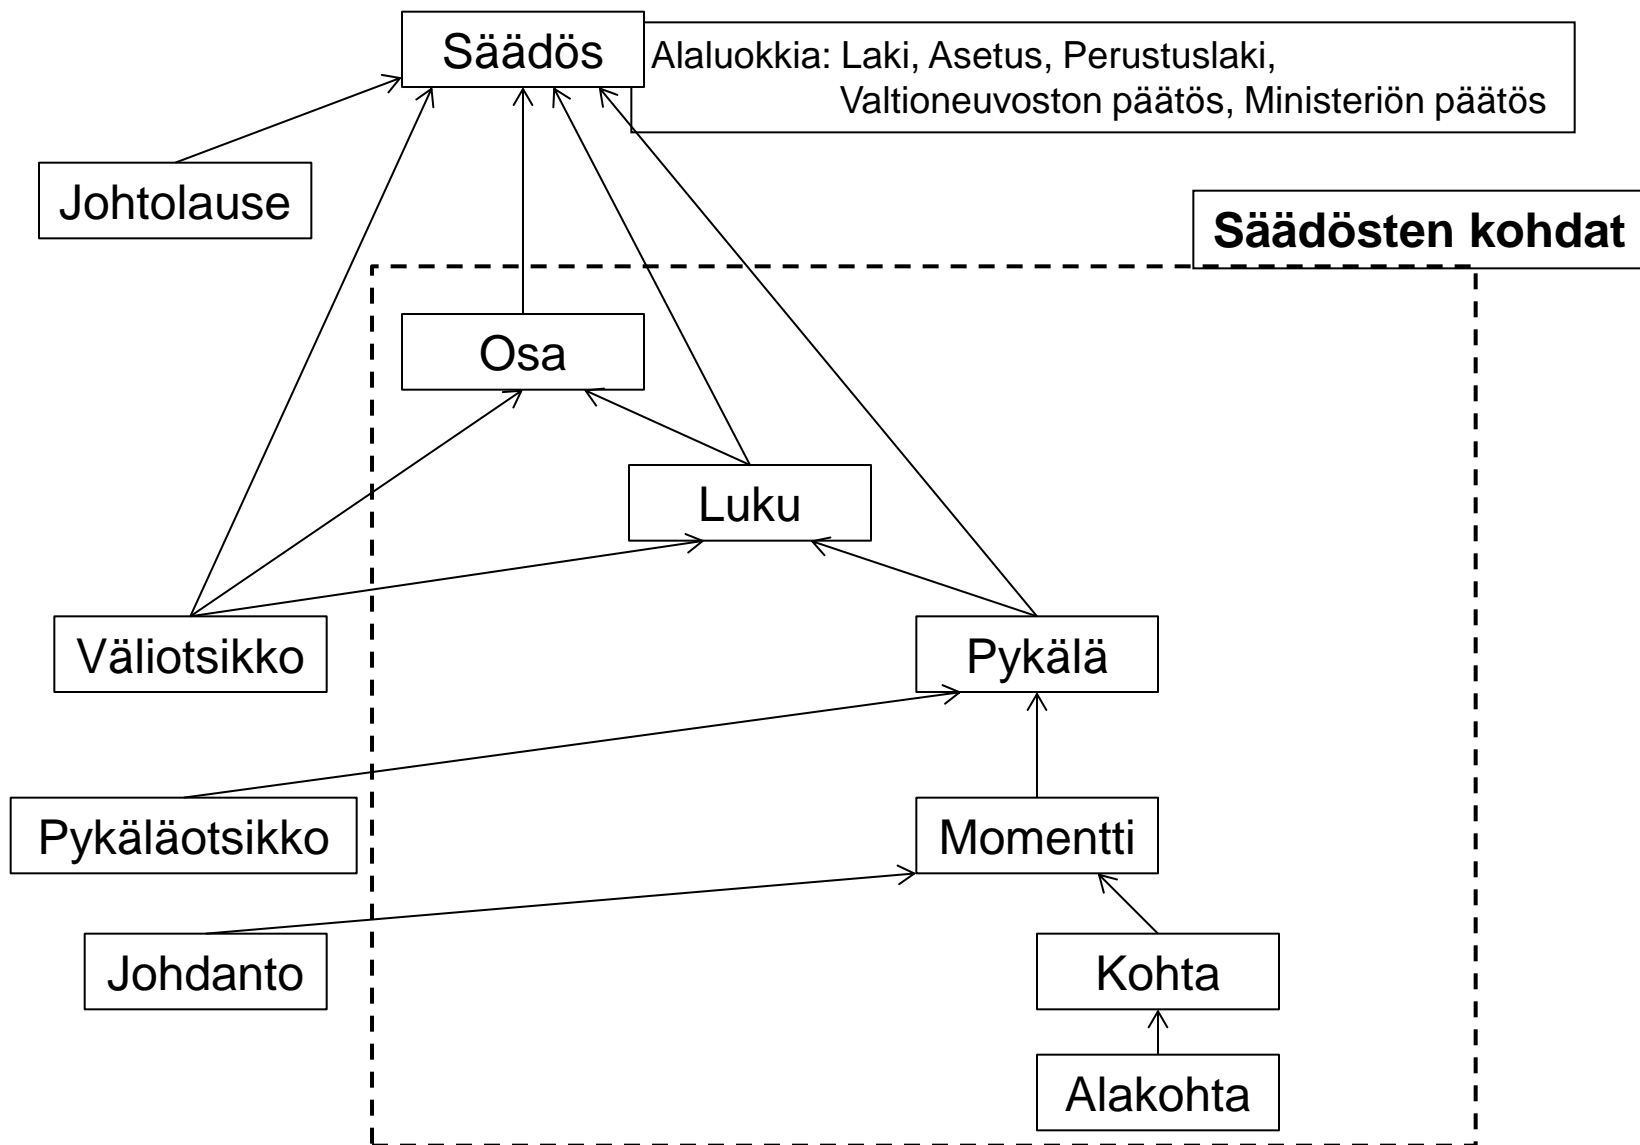 Säädös
Alaluokkia: Laki, Asetus, Perustuslaki,
Valtioneuvoston päätös, Ministeriön päätös
Johtolause
Säädösten kohdat
Osa
Luku
Väliotsikko
Pykälä
Pykäläotsikko
Momentti
Johdanto
Kohta
Alakohta